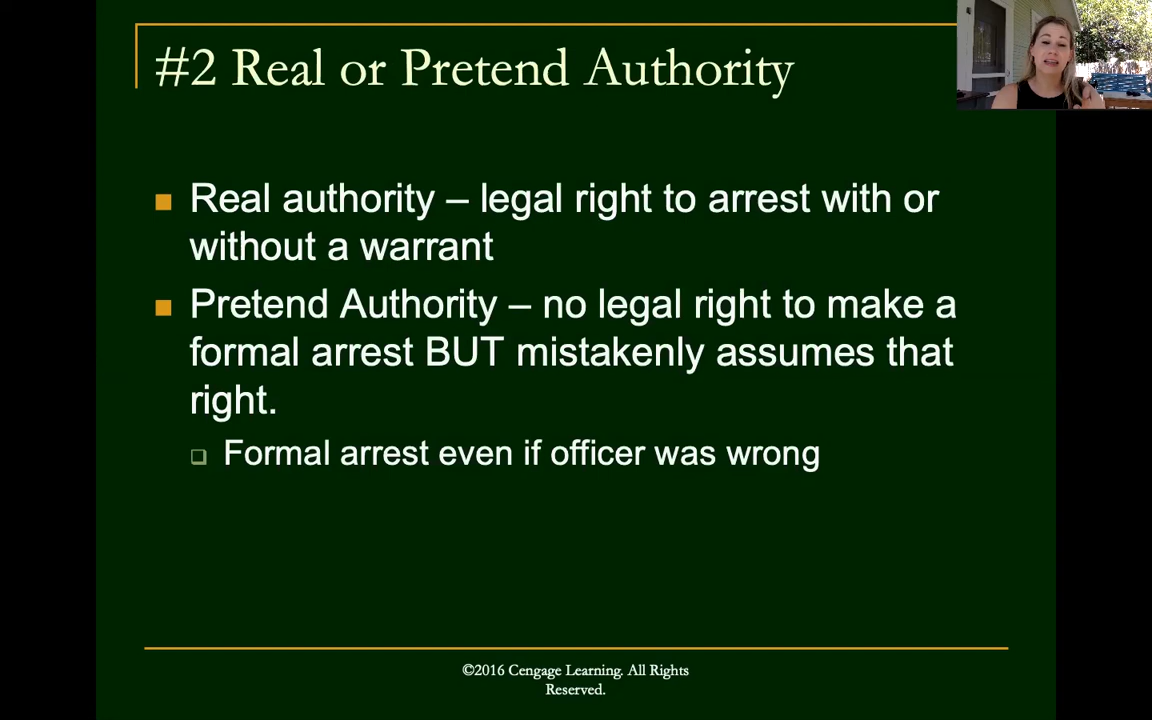 #2 Real or Pretend Authority
Real authority – legal right to arrest with or
without a warrant
Pretend Authority – no legal right to make a
formal arrest BUT mistakenly assumes that
right.
Formal arrest even if officer was wrong
©2016 Cengage Learning. All Rights
Reserved.